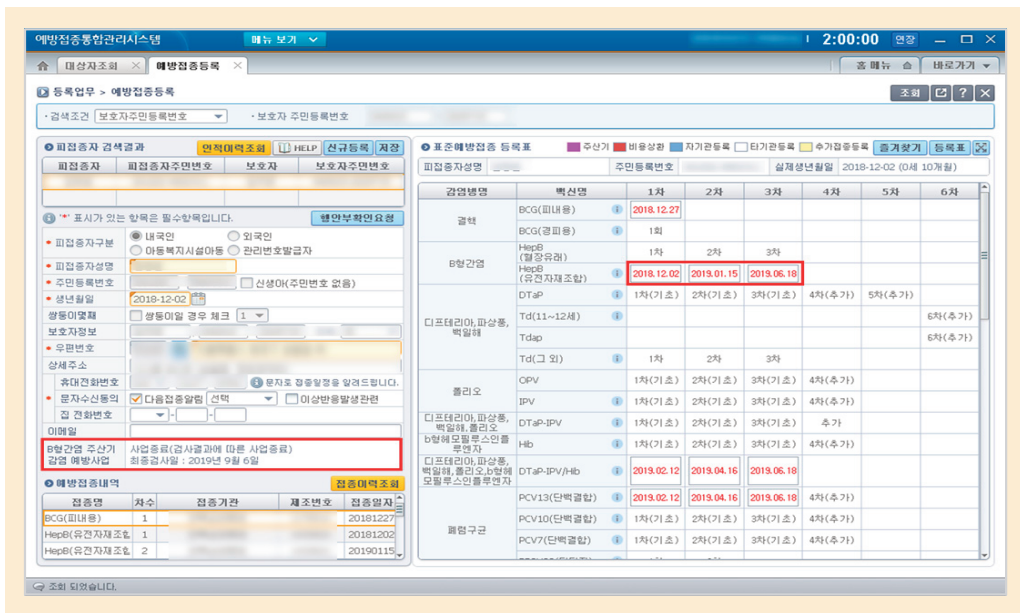 예방접종통합관리시스템
메뉴 보기
2:00:00 연장
대상자조회
예방접종등록
홈메뉴
바로가기
등록업무 > 예방접종등록
조회
검색조건 보호자주민등록번호
보호자 주민등록번호
피접종자 검색결과
인적이력조회
HELP
신규등록
저장
피접종자 피접종자주민번호 보호자 보호자주민번호
'*' 표시가 있는 항목은 필수항목입니다.
행안부확인요청
피접종자구분
내국인 외국인
아동복지시설아동 관리번호발급자
피접종자성명
주민등록번호
신생아(주민번호 없음)
생년월일 2018-12-02
쌍둥이몇째 쌍둥이일 경우 체크 1
보호자정보
우편번호
상세주소
휴대전화번호 문자로 접종일정을 알려드립니다.
문자수신동의 다음접종알림 선택 이상반응발생관련
집 전화번호 - -
이메일
B형간염 주산기 감염 예방사업
사업종료(검사결과에 따른 사업종료)
최종검사일 : 2019년 9월 6일
예방접종내역
접종이력조회
접종명 차수 접종기관 제조번호 접종일자
BCG(피내용) 1 20181227
HepB(유전자재조합 1 20181202
HepB(유전자재조합 2 20190115
표준예방접종 등록표
주산기 비용상환 자기관등록 타기관등록 추가접종등록
즐겨찾기
등록표
피접종자성명 주민등록번호 실제생년월일 2018-12-02 (0세 10개월)
감염병명 백신명 1차 2차 3차 4차 5차 6차
결핵
BCG(피내용) 2018.12.27
BCG(경피용) 1회
B형간염
HepB (혈장유래) 1차 2차 3차
HepB (유전자재조합) 2018.12.02 2019.01.15 2019.06.18
디프테리아,파상풍,백일해
DTaP 1차(기초) 2차(기초) 3차(기초) 4차(추가) 5차(추가)
Td(11~12세) 6차(추가)
Tdap 6차(추가)
Td(그 외) 1차 2차 3차
폴리오
OPV 1차(기초) 2차(기초) 3차(기초) 4차(추가)
IPV 1차(기초) 2차(기초) 3차(기초) 4차(추가)
디프테리아,파상풍,백일해,폴리오
DTaP-IPV 1차(기초) 2차(기초) 3차(기초) 추가
b형헤모필루스인플루엔자
Hib 1차(기초) 2차(기초) 3차(기초) 4차(추가)
디프테리아,파상풍,백일해,폴리오,b형헤모필루스인플루엔자
DTaP-IPV/Hib 2019.02.12 2019.04.16 2019.06.18
폐렴구균
PCV13(단백결합) 2019.02.12 2019.04.16 2019.06.18 4차(추가)
PCV10(단백결합) 1차(기초) 2차(기초) 3차(기초) 4차(추가)
PCV7(단백결합) 1차(기초) 2차(기초) 3차(기초) 4차(추가)
조회 되었습니다.